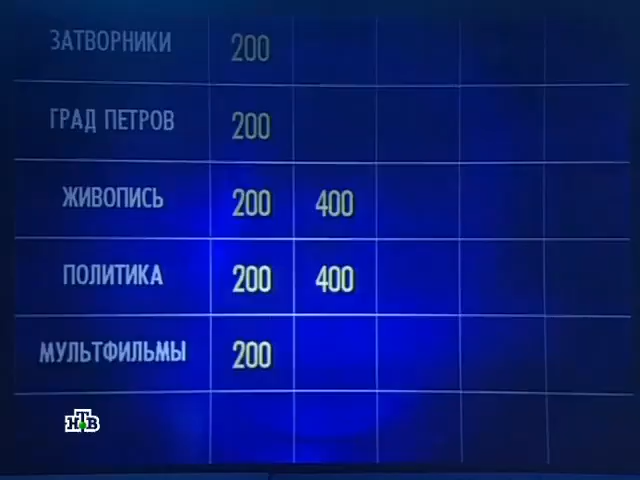 ЗАТВОРНИКИ 200
ГРАД ПЕТРОВ 200
ЖИВОПИСЬ 200 400
ПОЛИТИКА 200 400
МУЛЬТФИЛЬМЫ 200
НТВ